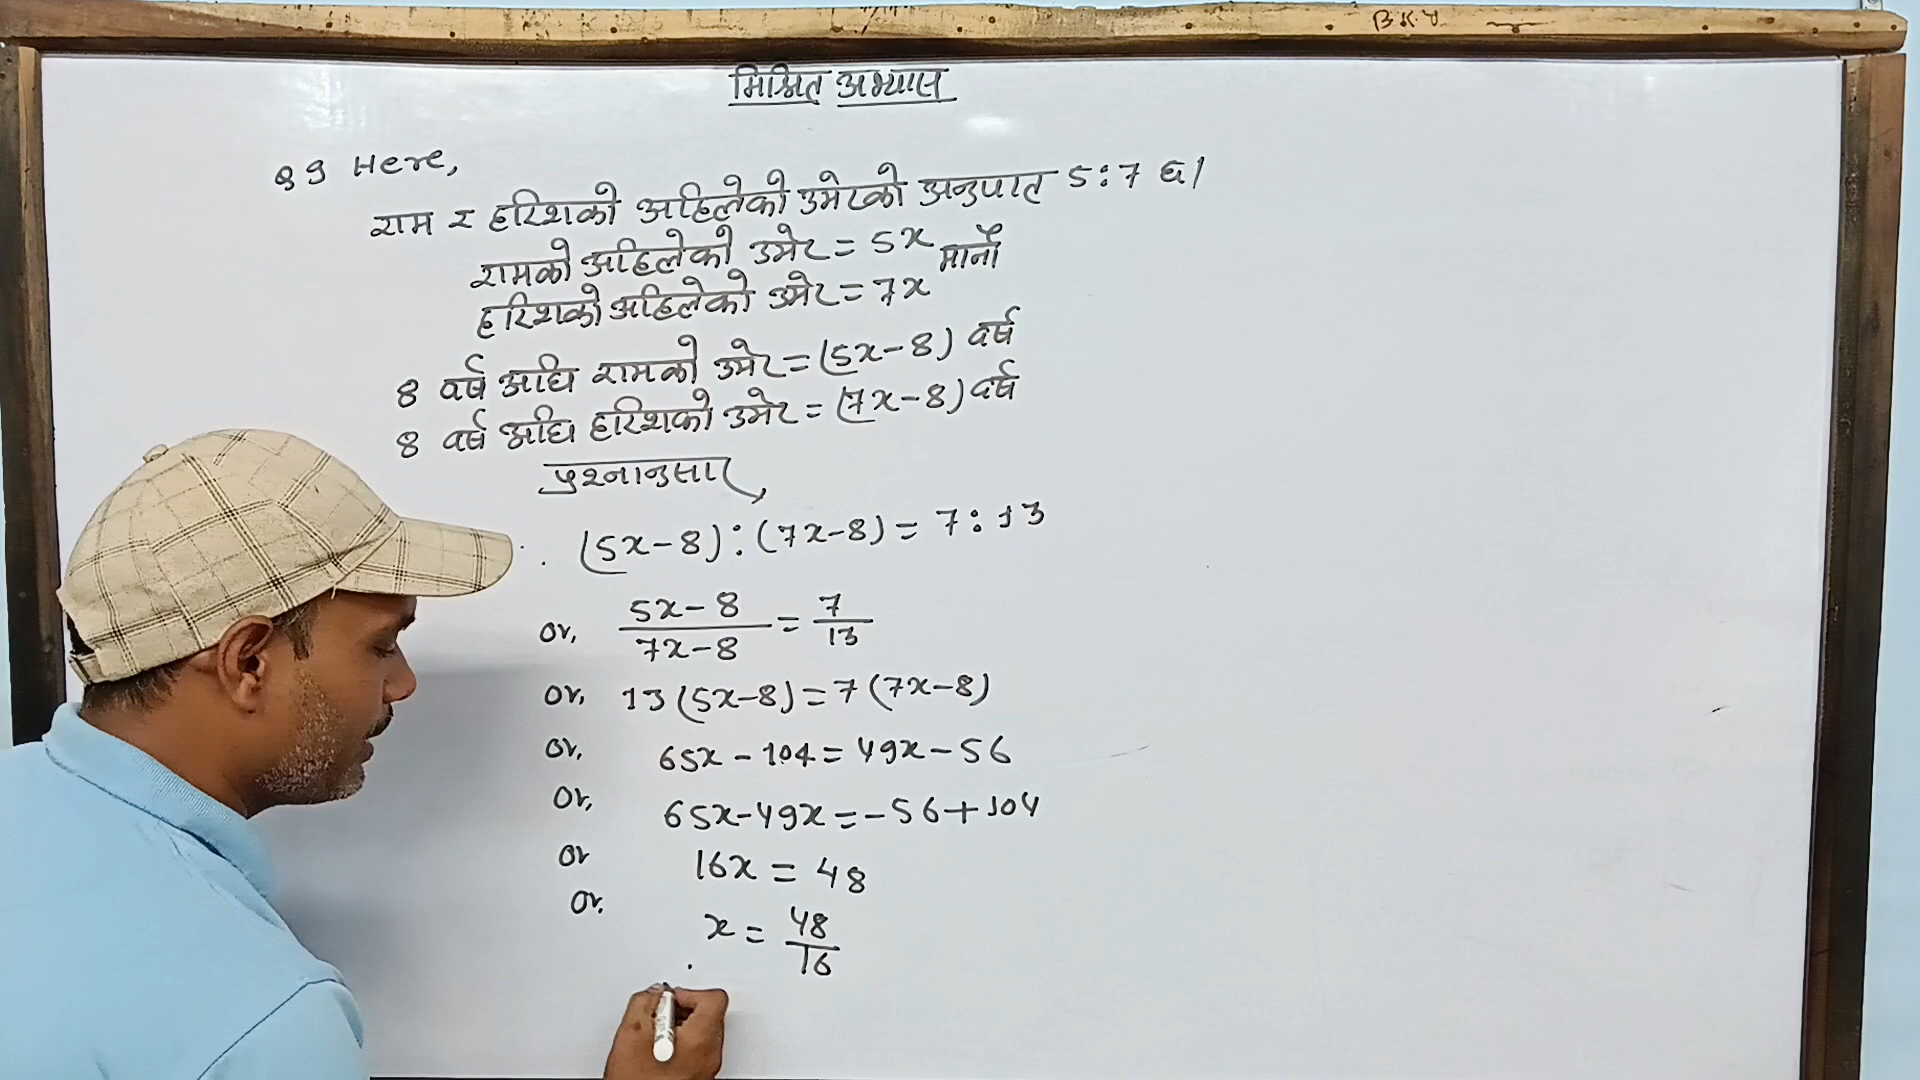 B.K.Y
मिश्रित अभ्यास
Here,
राम र हरिशको अहिलेको उमेरको अनुपात 5:7 छ।
रामको अहिलेको उमेर = 5x
मानौं
हरिशको अहिलेको उमेर = 7x
8 वर्ष अघि रामको उमेर = (5x-8) वर्ष
8 वर्ष अघि हरिशको उमेर = (7x-8) वर्ष
प्रश्नानुसार,
(5x-8):(7x-8) = 7:13
or, 5x-8/7x-8 = 7/13
or, 13(5x-8) = 7(7x-8)
or, 65x - 104 = 49x - 56
or, 65x-49x = -56+104
or 16x = 48
or. x = 48/16